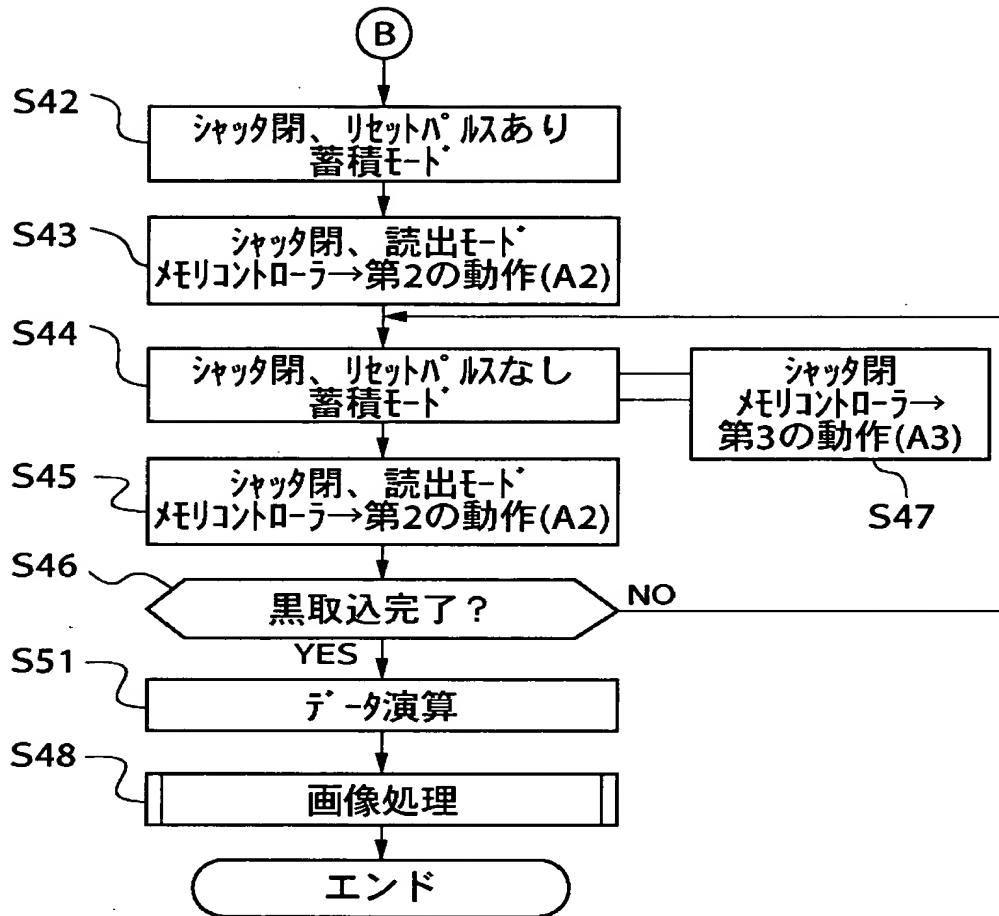 B
S42
シャッタ閉、リセットパルスあり
蓄積モード
S43
シャッタ閉、読出モード
メモリコントローラ→第2の動作(A2)
S44
シャッタ閉、リセットパルスなし
蓄積モード
シャッタ閉
メモリコントローラ→
第3の動作(A3)
S47
S45
シャッタ閉、読出モード
メモリコントローラ→第2の動作(A2)
S46
黒取込完了?
NO
YES
S51
データ演算
S48
画像処理
エンド